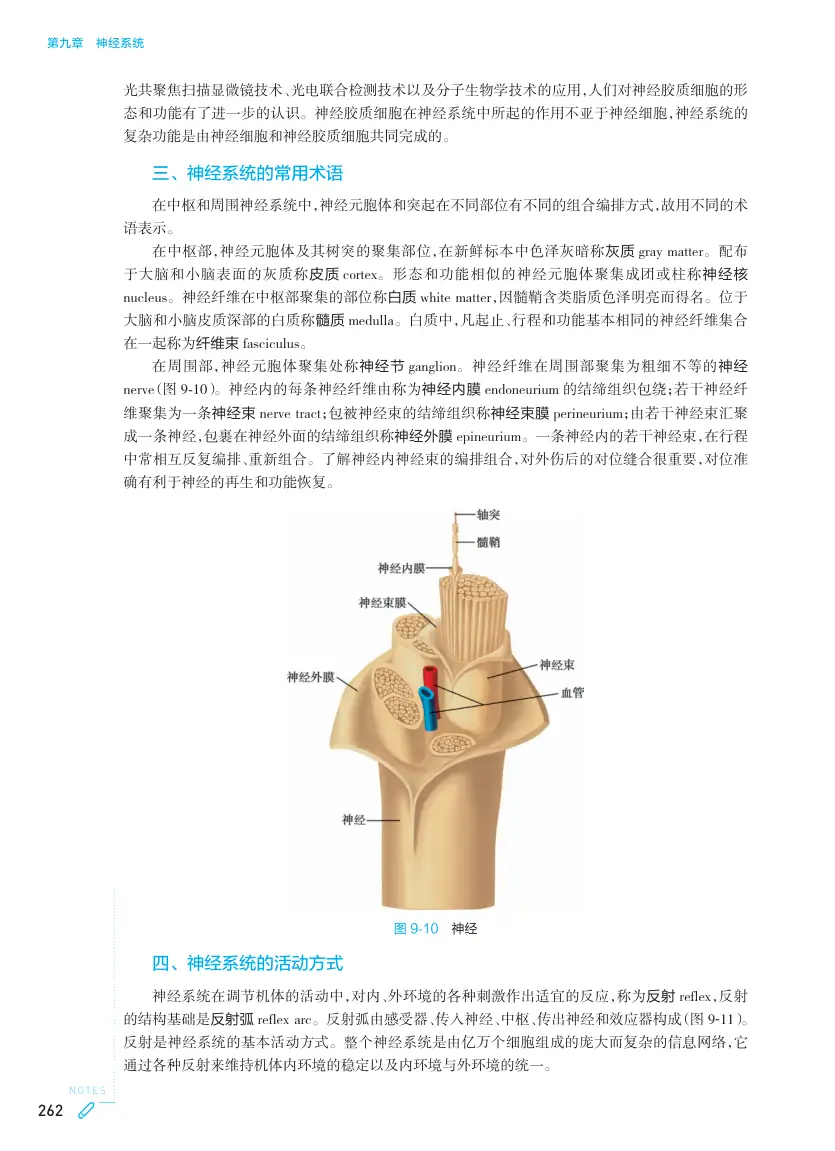 第九章 神经系统
光共聚焦扫描显微镜技术、光电联合检测技术以及分子生物学技术的应用,人们对神经胶质细胞的形
态和功能有了进一步的认识。神经胶质细胞在神经系统中所起的作用不亚于神经细胞,神经系统的
复杂功能是由神经细胞和神经胶质细胞共同完成的。
三、神经系统的常用术语
在中枢和周围神经系统中,神经元胞体和突起在不同部位有不同的组合编排方式,故用不同的术
语表示。
在中枢部,神经元胞体及其树突的聚集部位,在新鲜标本中色泽灰暗称灰质 gray matter。配布
于大脑和小脑表面的灰质称皮质 cortex。形态和功能相似的神经元胞体聚集成团或柱称神经核
nucleus。神经纤维在中枢部聚集的部位称白质 white matter,因髓鞘含类脂质色泽明亮而得名。位于
大脑和小脑皮质深部的白质称髓质 medulla。白质中,凡起止、行程和功能基本相同的神经纤维集合
在一起称为纤维束 fasciculus。
在周围部,神经元胞体聚集处称神经节 ganglion。神经纤维在周围部聚集为粗细不等的神经
nerve(图 9-10)。神经内的每条神经纤维由称为神经内膜 endoneurium 的结缔组织包绕;若干神经纤
维聚集为一条神经束 nerve tract;包被神经束的结缔组织称神经束膜 perineurium;由若干神经束汇聚
成一条神经,包裹在神经外面的结缔组织称神经外膜 epineurium。一条神经内的若干神经束,在行程
中常相互反复编排、重新组合。了解神经内神经束的编排组合,对外伤后的对位缝合很重要,对位准
确有利于神经的再生和功能恢复。
轴突
髓鞘
神经内膜
神经束膜
神经束
神经外膜
血管
神经
图 9-10 神经
四、神经系统的活动方式
神经系统在调节机体的活动中,对内、外环境的各种刺激作出适宜的反应,称为反射 reflex,反射
的结构基础是反射弧 reflex arc。反射弧由感受器、传入神经、中枢、传出神经和效应器构成(图 9-11)。
反射是神经系统的基本活动方式。整个神经系统是由亿万个细胞组成的庞大而复杂的信息网络,它
通过各种反射来维持机体内环境的稳定以及内环境与外环境的统一。
NOTES
262